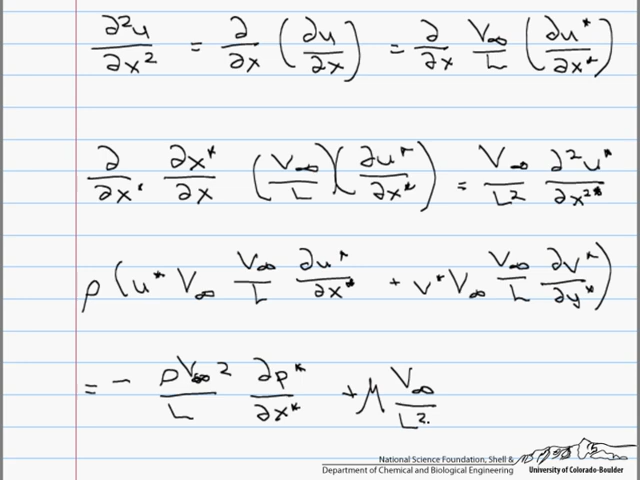 ∂²u/∂x² = ∂/∂x (∂u/∂x) = ∂/∂x V∞/L (∂u*/∂x*)
∂/∂x* ∂x*/∂x (V∞/L)(∂u*/∂x*) = V∞/L² ∂²u*/∂x²*
ρ(u* V∞ V∞/L ∂u*/∂x* + v* V∞ V∞/L ∂v*/∂y*)
= - ρV∞²/L ∂p*/∂x* + μ V∞/L².
National Science Foundation, Shell &
Department of Chemical and Biological Engineering
University of Colorado-Boulder